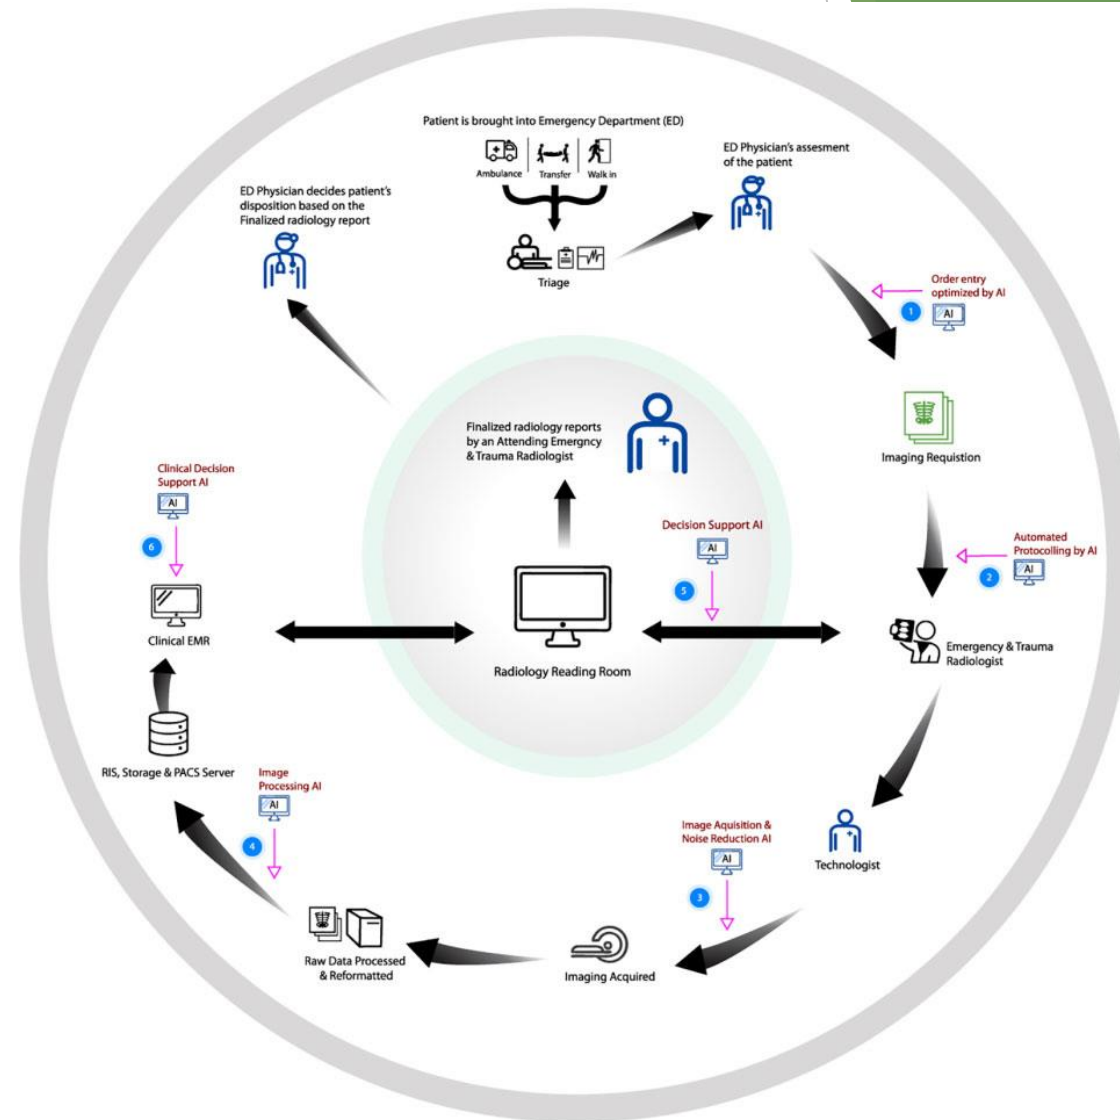 Patient is brought into Emergency Department (ED)
Ambulance
Transfer
Walk in
Triage
ED Physician's assesment
of the patient
Order entry
optimized by AI
1
AI
Imaging Requistion
Automated
Protocolling by AI
2
AI
Emergency & Trauma
Radiologist
Technologist
Image Aquisition &
Noise Reduction AI
AI
3
Imaging Acquired
Raw Data Processed
& Reformatted
Image
Processing AI
AI
4
RIS, Storage & PACS Server
Clinical Decision
Support AI
AI
6
Clinical EMR
Radiology Reading Room
Decision Support AI
AI
5
Finalized radiology reports
by an Attending Emergncy
& Trauma Radiologist
ED Physician decides patient's
disposition based on the
Finalized radiology report